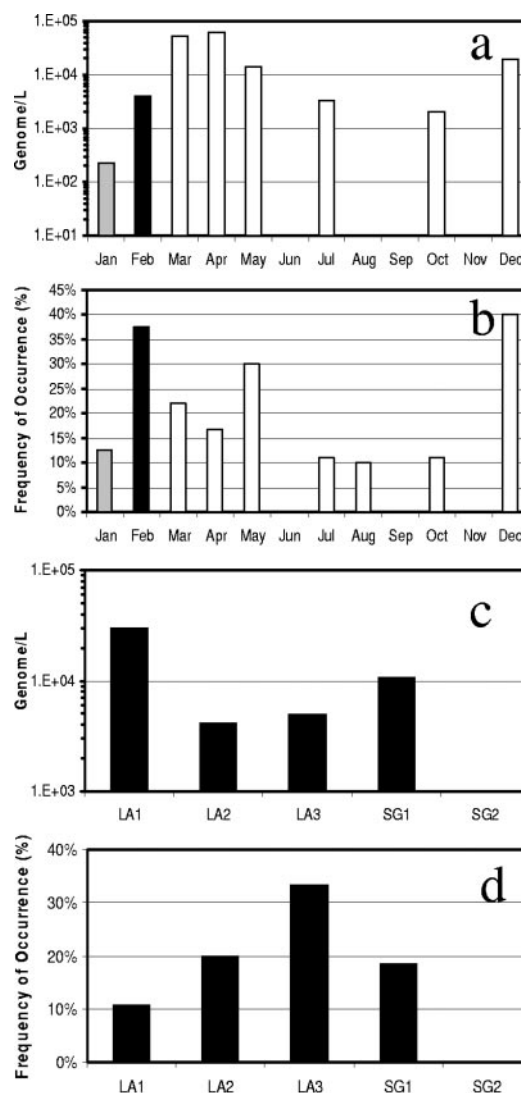 a
Genome/L
1.E+05
1.E+04
1.E+03
1.E+02
1.E+01
Jan Feb Mar Apr May Jun Jul Aug Sep Oct Nov Dec
b
Frequency of Occurrence (%)
45%
40%
35%
30%
25%
20%
15%
10%
5%
0%
Jan Feb Mar Apr May Jun Jul Aug Sep Oct Nov Dec
c
Genome/L
1.E+05
1.E+04
1.E+03
LA1 LA2 LA3 SG1 SG2
d
Frequency of Occurrence (%)
40%
30%
20%
10%
0%
LA1 LA2 LA3 SG1 SG2